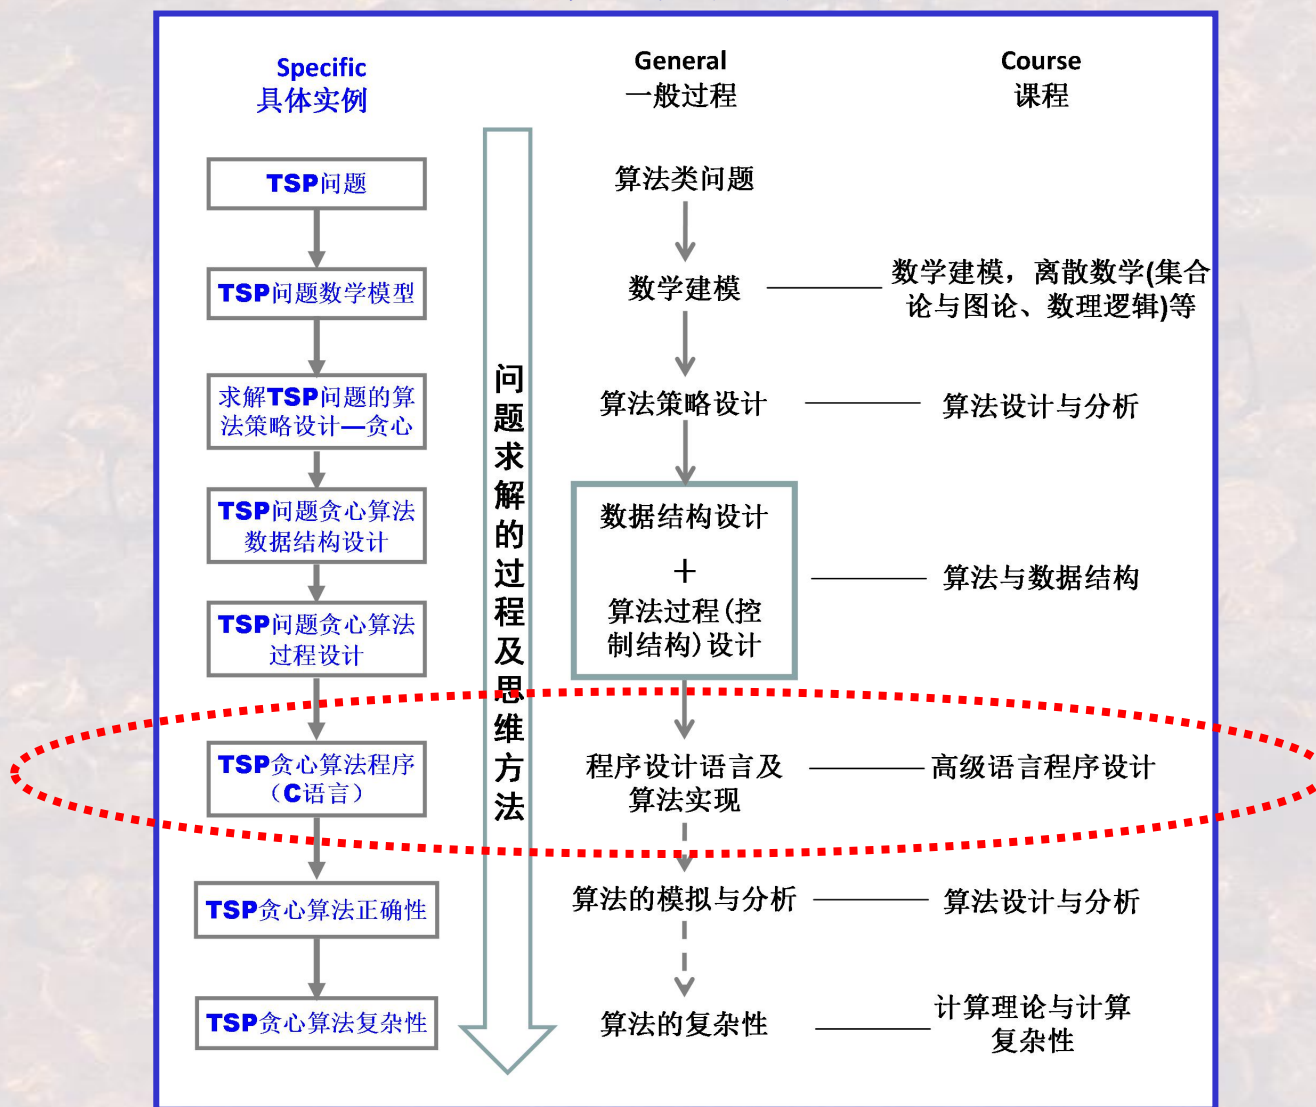 Specific
具体实例
General
一般过程
Course
课程
TSP问题
TSP问题数学模型
求解TSP问题的算
法策略设计—贪心
TSP问题贪心算法
数据结构设计
TSP问题贪心算法
过程设计
TSP贪心算法程序
（C语言）
TSP贪心算法正确性
TSP贪心算法复杂性
问题求解的过程及思维方法
算法类问题
数学建模
算法策略设计
数据结构设计
＋
算法过程(控
制结构)设计
程序设计语言及
算法实现
算法的模拟与分析
算法的复杂性
数学建模，离散数学(集合
论与图论、数理逻辑)等
算法设计与分析
算法与数据结构
高级语言程序设计
算法设计与分析
计算理论与计算
复杂性